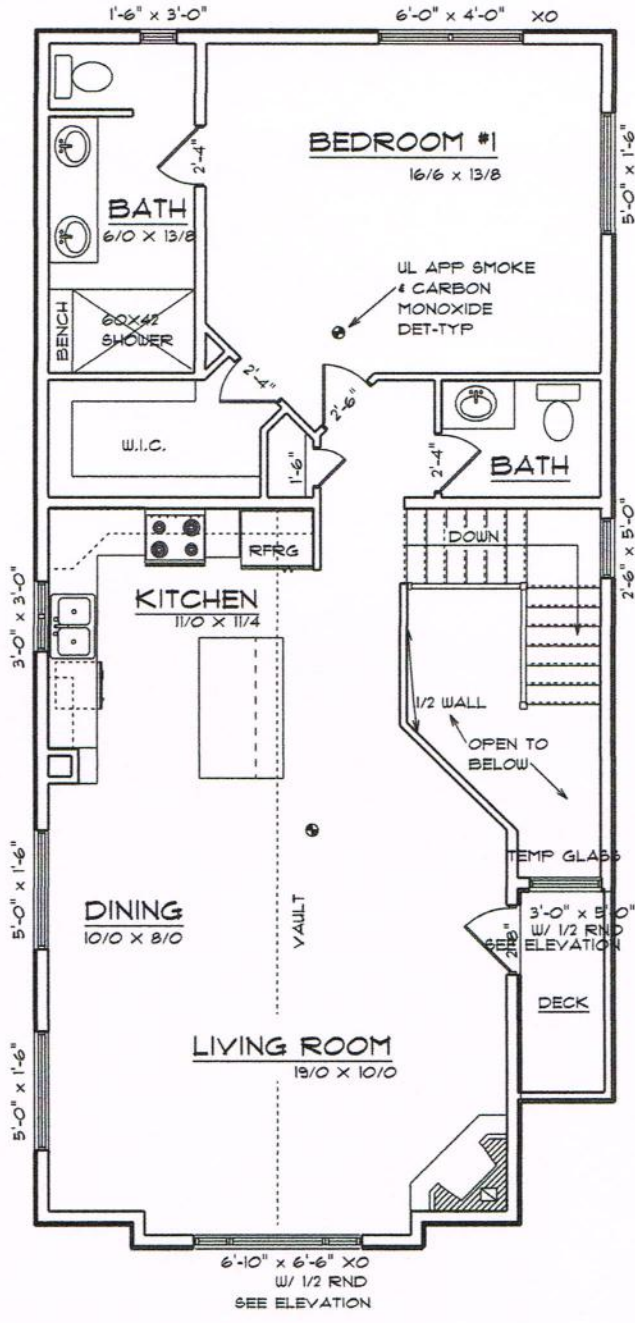 1'-6" x 3'-0"
6'-0" x 4'-0" XO
BEDROOM #1
16/6 x 13/8
2'-4"
5'-0" x 1'-6"
BATH
6/0 X 13/8
UL APP SMOKE
& CARBON
MONOXIDE
DET-TYP
BENCH
60X42
SHOWER
2'-4"
2'-6"
W.I.C.
1'-6"
2'-4"
BATH
RFRG
DOWN
2'-6" x 5'-0"
KITCHEN
11/0 X 11/4
3'-0" x 3'-0"
1/2 WALL
OPEN TO
BELOW
TEMP GLASS
5'-0" x 1'-6"
DINING
10/0 X 8/0
VAULT
3'-0" x 5'-0"
W/ 1/2 RND
SEE ELEVATION
2'-8"
DECK
LIVING ROOM
19/0 X 10/0
5'-0" x 1'-6"
6'-10" x 6'-6" XO
W/ 1/2 RND
SEE ELEVATION